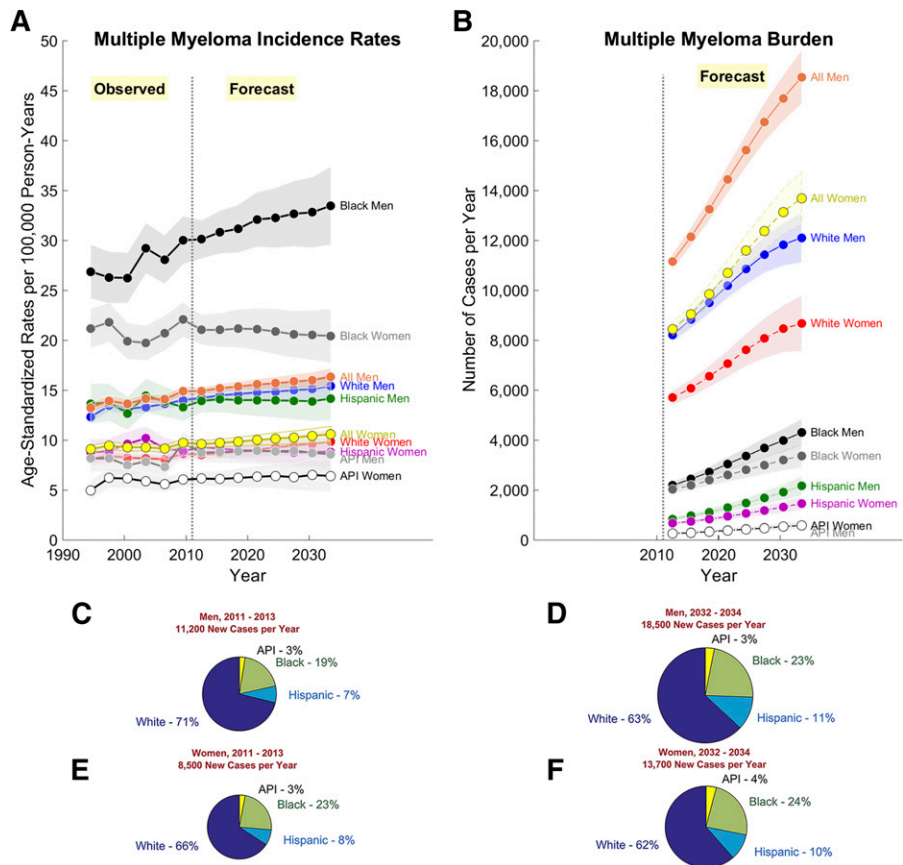 A
Multiple Myeloma Incidence Rates
Observed
Forecast
Age-Standardized Rates per 100,000 Person-Years
50
45
40
35
30
25
20
15
10
5
0
Black Men
Black Women
All Men
White Men
Hispanic Men
All Women
White Women
Hispanic Women
API Men
API Women
1990
2000
2010
2020
2030
Year
B
Multiple Myeloma Burden
Forecast
Number of Cases per Year
20,000
18,000
16,000
14,000
12,000
10,000
8,000
6,000
4,000
2,000
0
All Men
All Women
White Men
White Women
Black Men
Black Women
Hispanic Men
Hispanic Women
API Women
API Men
2010
2020
2030
Year
C
Men, 2011 - 2013
11,200 New Cases per Year
API - 3%
Black - 19%
Hispanic - 7%
White - 71%
D
Men, 2032 - 2034
18,500 New Cases per Year
API - 3%
Black - 23%
Hispanic - 11%
White - 63%
E
Women, 2011 - 2013
8,500 New Cases per Year
API - 3%
Black - 23%
Hispanic - 8%
White - 66%
F
Women, 2032 - 2034
13,700 New Cases per Year
API - 4%
Black - 24%
Hispanic - 10%
White - 62%